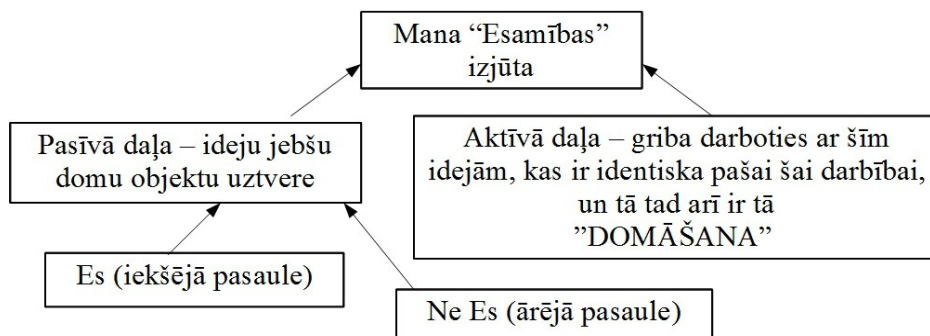 Mana “Esamības”
izjūta
Pasīvā daļa – ideju jebšu
domu objektu uztvere
Aktīvā daļa – griba darboties ar šīm
idejām, kas ir identiska pašai šai darbībai,
un tā tad arī ir tā
”DOMĀŠANA”
Es (iekšējā pasaule)
Ne Es (ārējā pasaule)